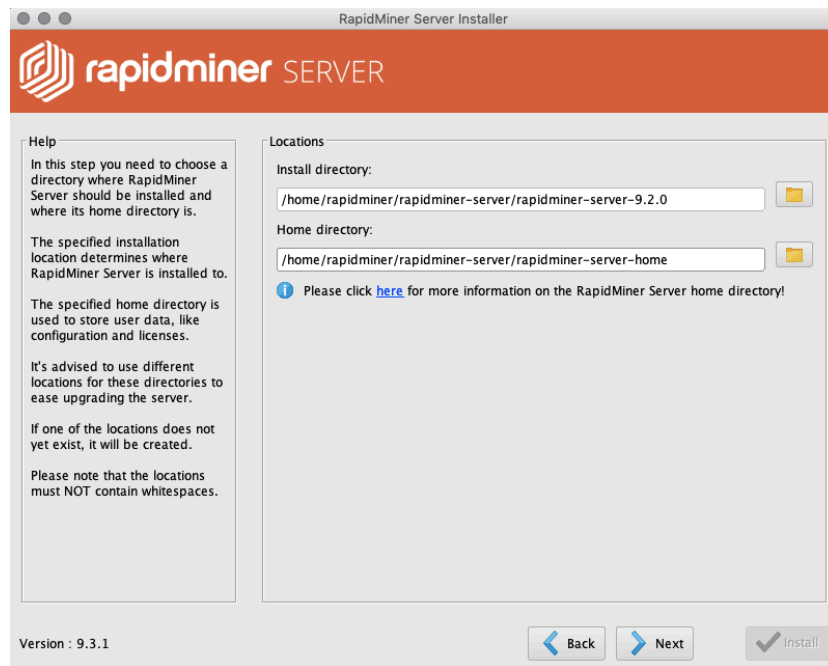 RapidMiner Server Installer
rapidminer SERVER
Help
In this step you need to choose a
directory where RapidMiner
Server should be installed and
where its home directory is.
The specified installation
location determines where
RapidMiner Server is installed to.
The specified home directory is
used to store user data, like
configuration and licenses.
It's advised to use different
locations for these directories to
ease upgrading the server.
If one of the locations does not
yet exist, it will be created.
Please note that the locations
must NOT contain whitespaces.
Locations
Install directory:
/home/rapidminer/rapidminer-server/rapidminer-server-9.2.0
Home directory:
/home/rapidminer/rapidminer-server/rapidminer-server-home
Please click here for more information on the RapidMiner Server home directory!
Version : 9.3.1
Back
Next
Install